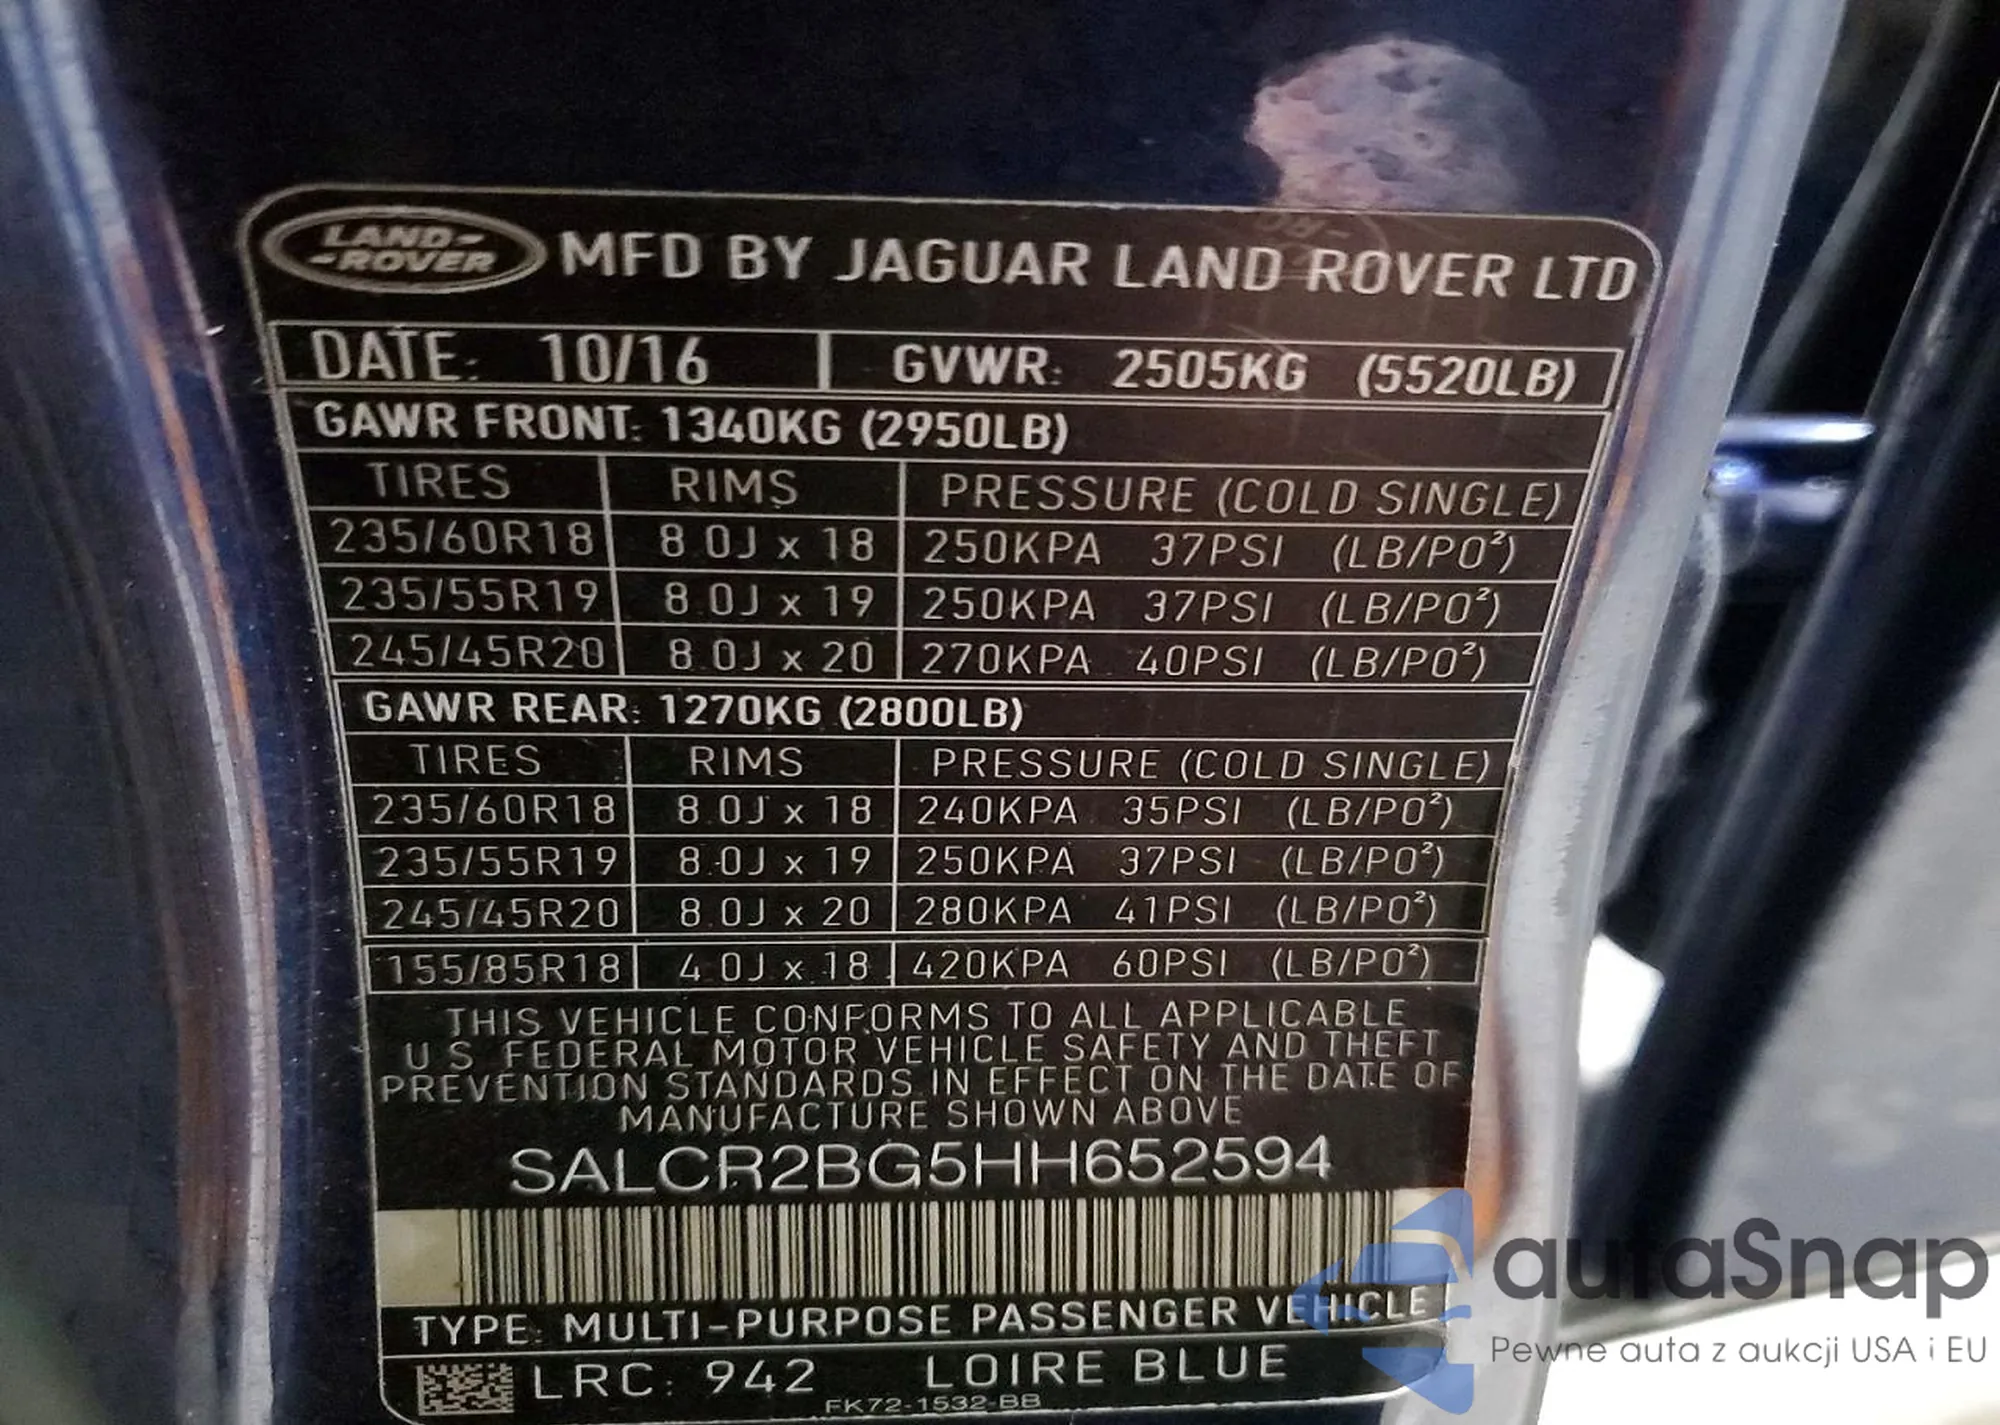 LAND-
-ROVER
MFD BY JAGUAR LAND ROVER LTD
DATE: 10/16 GVWR: 2505KG (5520LB)
GAWR FRONT: 1340KG (2950LB)
TIRES RIMS PRESSURE (COLD SINGLE)
235/60R18 8.0J x 18 250KPA 37PSI (LB/PO²)
235/55R19 8.0J x 19 250KPA 37PSI (LB/PO²)
245/45R20 8.0J x 20 270KPA 40PSI (LB/PO²)
GAWR REAR: 1270KG (2800LB)
TIRES RIMS PRESSURE (COLD SINGLE)
235/60R18 8.0J x 18 240KPA 35PSI (LB/PO²)
235/55R19 8.0J x 19 250KPA 37PSI (LB/PO²)
245/45R20 8.0J x 20 280KPA 41PSI (LB/PO²)
155/85R18 4.0J x 18 420KPA 60PSI (LB/PO²)
THIS VEHICLE CONFORMS TO ALL APPLICABLE
U.S. FEDERAL MOTOR VEHICLE SAFETY AND THEFT
PREVENTION STANDARDS IN EFFECT ON THE DATE OF
MANUFACTURE SHOWN ABOVE
SALCR2BG5HH652594
TYPE: MULTI-PURPOSE PASSENGER VEHICLE
LRC: 942 LOIRE BLUE
FK72-1532-BB
autaSnap
Pewne auta z aukcji USA i EU